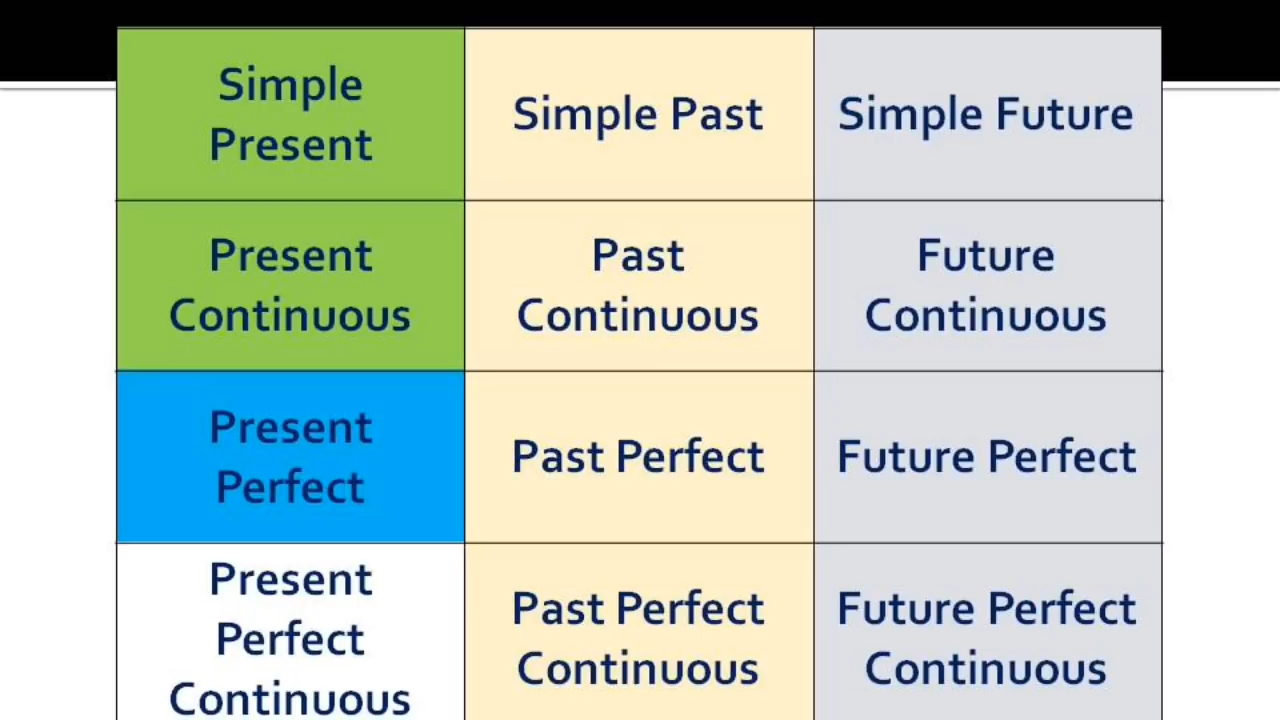 Simple
Present
Simple Past
Simple Future
Present
Continuous
Past
Continuous
Future
Continuous
Present
Perfect
Past Perfect
Future Perfect
Present
Perfect
Continuous
Past Perfect
Continuous
Future Perfect
Continuous